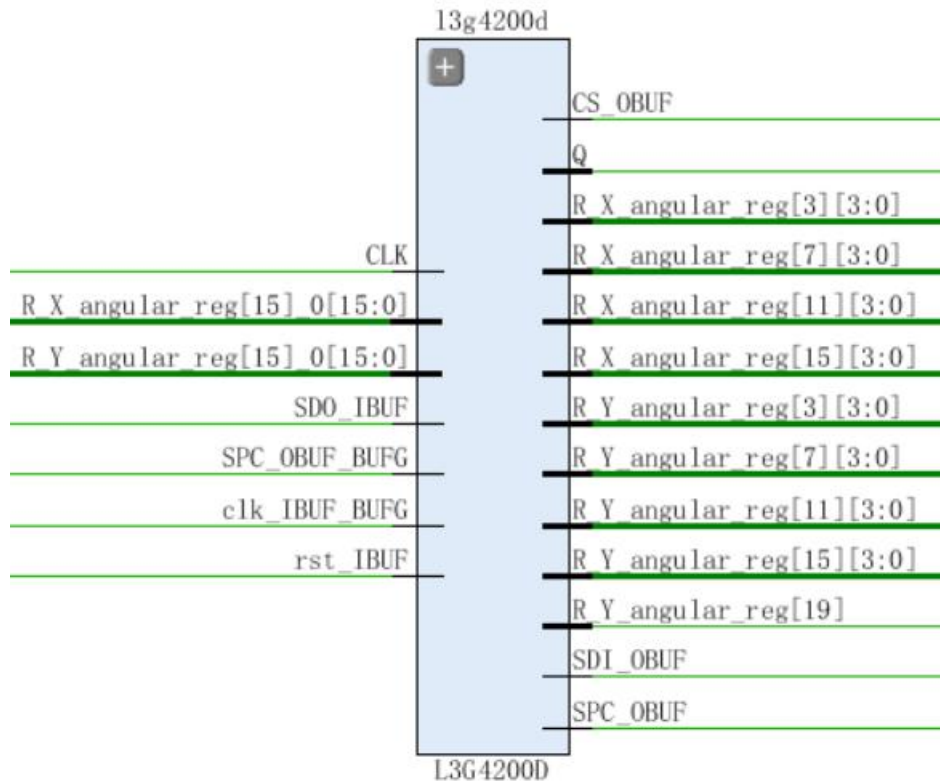 l3g4200d
CS_OBUF
Q
R_X_angular_reg[3][3:0]
CLK
R_X_angular_reg[7][3:0]
R_X_angular_reg[15]_0[15:0]
R_X_angular_reg[11][3:0]
R_Y_angular_reg[15]_0[15:0]
R_X_angular_reg[15][3:0]
SDO_IBUF
R_Y_angular_reg[3][3:0]
SPC_OBUF_BUFG
R_Y_angular_reg[7][3:0]
clk_IBUF_BUFG
R_Y_angular_reg[11][3:0]
rst_IBUF
R_Y_angular_reg[15][3:0]
R_Y_angular_reg[19]
SDI_OBUF
SPC_OBUF
L3G4200D